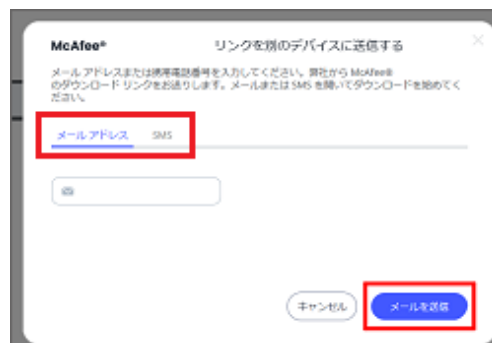 McAfee® リンクを別のデバイスに送信する
メール アドレスまたは携帯電話番号を入力してください。弊社から McAfee®
のダウンロード リンクをお送りします。メールまたは SMS を開いてダウンロードを始めてく
ださい。
メール アドレス SMS
キャンセル メールを送信